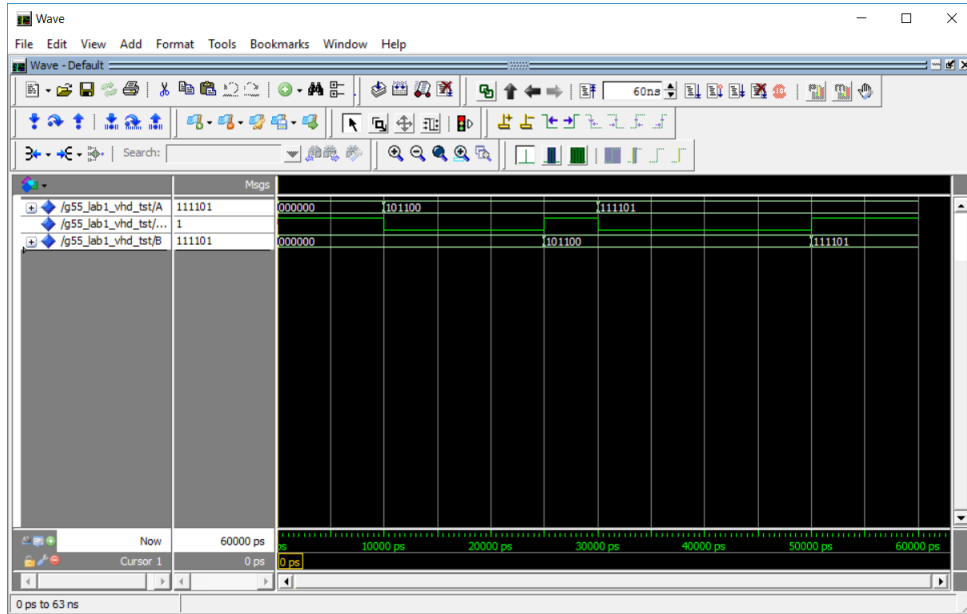 Wave
File Edit View Add Format Tools Bookmarks Window Help
Wave - Default
60ns
Search:
Msgs
/g55_lab1_vhd_tst/A 111101 000000 101100 111101
/g55_lab1_vhd_tst/... 1
/g55_lab1_vhd_tst/B 111101 000000 101100 111101
Now 60000 ps ps 10000 ps 20000 ps 30000 ps 40000 ps 50000 ps 60000 ps
Cursor 1 0 ps 0 ps
0 ps to 63 ns